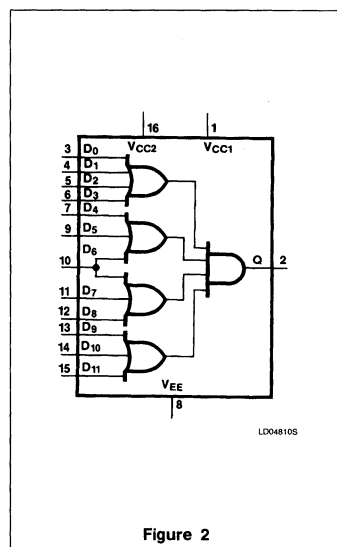 16 1
VCC2 VCC1
3 D0
4 D1
5 D2
6 D3
7 D4
9 D5
D6
10
11 D7
12 D8
13 D9
14 D10
15 D11
Q 2
VEE
8
LD04810S
Figure 2